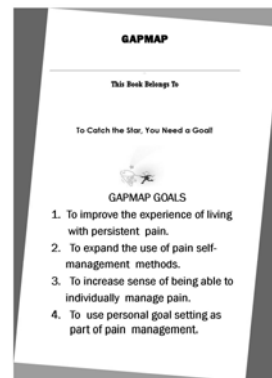 GAPMAP
This Book Belongs To
To Catch the Star, You Need a Goal!
GAPMAP GOALS
1. To improve the experience of living
with persistent pain.
2. To expand the use of pain self-
management methods.
3. To increase sense of being able to
individually manage pain.
4. To use personal goal setting as
part of pain management.